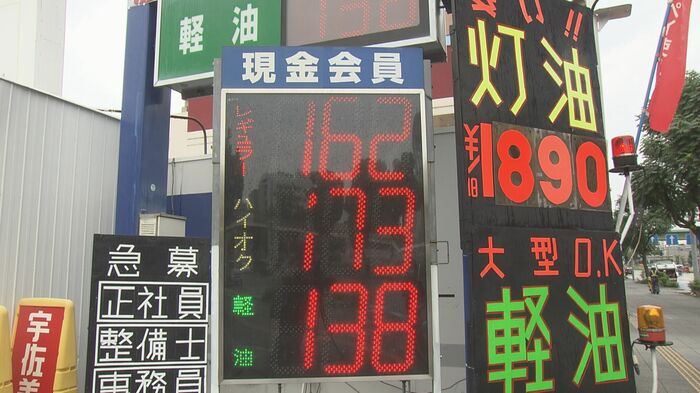 軽油
現金会員
レギュラー 162
ハイオク 173
軽油 138
灯油
¥/18 1890
大型O.K
軽油
急募
正社員
整備士
事務員
宇佐美